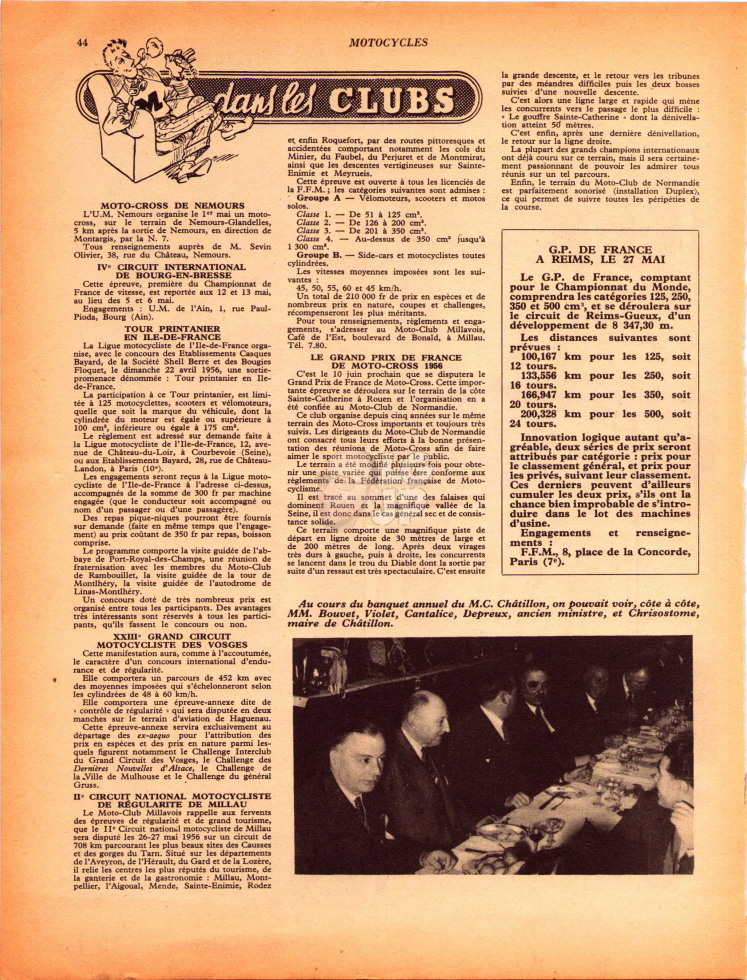 44
MOTOCYCLES
dans les CLUBS
M
MOTO-CROSS DE NEMOURS
L'U.M. Nemours organise le 1er mai un moto-
cross, sur le terrain de Nemours-Glandelles,
5 km après la sortie de Nemours, en direction de
Montargis, par la N. 7.
Tous renseignements auprès de M. Sevin
Olivier, 38, rue du Château, Nemours.
IVe CIRCUIT INTERNATIONAL
DE BOURG-EN-BRESSE
Cette épreuve, première du Championnat de
France de vitesse, est reportée aux 12 et 13 mai,
au lieu des 5 et 6 mai.
Engagements : U.M. de l'Ain, 1, rue Paul-
Pioda, Bourg (Ain).
TOUR PRINTANIER
EN ILE-DE-FRANCE
La Ligue motocycliste de l'Ile-de-France orga-
nise, avec le concours des Etablissements Casques
Bayard, de la Société Shell Berre et des Bougies
Floquet, le dimanche 22 avril 1956, une sortie-
promenade dénommée : Tour printanier en Ile-
de-France.
La participation à ce Tour printanier, est limi-
tée à 125 motocyclettes, scooters et vélomoteurs,
quelle que soit la marque du véhicule, dont la
cylindrée du moteur est égale ou supérieure à
100 cm³, inférieure ou égale à 175 cm³.
Le règlement est adressé sur demande faite à
la Ligue motocycliste de l'Ile-de-France, 12, ave-
nue de Château-du-Loir, à Courbevoie (Seine),
ou aux Etablissements Bayard, 28, rue de Château-
Landon, à Paris (10e).
Les engagements seront reçus à la Ligue moto-
cycliste de l'Ile-de-France à l'adresse ci-dessus,
accompagnés de la somme de 300 fr par machine
engagée (que le conducteur soit accompagné ou
non d'un passager ou d'une passagère).
Des repas pique-niques pourront être fournis
sur demande (faite en même temps que l'engage-
ment) au prix coûtant de 350 fr par repas, boisson
comprise.
Le programme comporte la visite guidée de l'ab-
baye de Port-Royal-des-Champs, une réunion de
fraternisation avec les membres du Moto-Club
de Rambouillet, la visite guidée de la tour de
Montlhéry, la visite guidée de l'autodrome de
Linas-Montlhéry.
Un concours doté de très nombreux prix est
organisé entre tous les participants. Des avantages
très intéressants sont réservés à tous les partici-
pants, qu'ils fassent le concours ou non.
XXIIIe GRAND CIRCUIT
MOTOCYCLISTE DES VOSGES
Cette manifestation aura, comme à l'accoutumée,
le caractère d'un concours international d'endu-
rance et de régularité.
Elle comportera un parcours de 452 km avec
des moyennes imposées qui s'échelonneront selon
les cylindrées de 48 à 60 km/h.
Elle comportera une épreuve-annexe dite de
« contrôle de régularité » qui sera disputée en deux
manches sur le terrain d'aviation de Haguenau.
Cette épreuve-annexe servira exclusivement au
départage des ex-aequo pour l'attribution des
prix en espèces et des prix en nature parmi les-
quels figurent notamment le Challenge Interclub
du Grand Circuit des Vosges, le Challenge des
Dernières Nouvelles d'Alsace, le Challenge de
la Ville de Mulhouse et le Challenge du général
Gruss.
IIe CIRCUIT NATIONAL MOTOCYCLISTE
DE RÉGULARITE DE MILLAU
Le Moto-Club Millavois rappelle aux fervents
des épreuves de régularité et de grand tourisme,
que le IIe Circuit national motocycliste de Millau
sera disputé les 26-27 mai 1956 sur un circuit de
708 km parcourant les plus beaux sites des Causses
et des gorges du Tarn. Situé sur les départements
de l'Aveyron, de l'Hérault, du Gard et de la Lozère,
il relie les centres les plus réputés du tourisme, de
la ganterie et de la gastronomie : Millau, Mont-
pellier, l'Aigoual, Mende, Sainte-Enimie, Rodez
et enfin Roquefort, par des routes pittoresques et
accidentées comportant notamment les cols du
Minier, du Faubel, du Perjuret et de Montmirat,
ainsi que les descentes vertigineuses sur Sainte-
Enimie et Meyrueis.
Cette épreuve est ouverte à tous les licenciés de
la F.F.M. ; les catégories suivantes sont admises :
Groupe A — Vélomoteurs, scooters et motos
solos.
Classe 1. — De 51 à 125 cm³.
Classe 2. — De 126 à 200 cm³.
Classe 3. — De 201 à 350 cm³.
Classe 4. — Au-dessus de 350 cm³ jusqu'à
1 300 cm³.
Groupe B. — Side-cars et motocyclistes toutes
cylindrées.
Les vitesses moyennes imposées sont les sui-
vantes :
45, 50, 55, 60 et 45 km/h.
Un total de 210 000 fr de prix en espèces et de
nombreux prix en nature, coupes et challenges,
récompenseront les plus méritants.
Pour tous renseignements, règlements et enga-
gements, s'adresser au Moto-Club Millavois,
Café de l'Est, boulevard de Bonald, à Millau.
Tél. 7.80.
LE GRAND PRIX DE FRANCE
DE MOTO-CROSS 1956
C'est le 10 juin prochain que se disputera le
Grand Prix de France de Moto-Cross. Cette impor-
tante épreuve se déroulera sur le terrain de la côte
Sainte-Catherine à Rouen et l'organisation en a
été confiée au Moto-Club de Normandie.
Ce club organise depuis cinq années sur le même
terrain des Moto-Cross importants et toujours très
suivis. Les dirigeants du Moto-Club de Normandie
ont consacré tous leurs efforts à la bonne présen-
tation des réunions de Moto-Cross afin de faire
aimer le sport motocycliste par le public.
Le terrain a été modifié plusieurs fois pour obte-
nir une piste variée qui puisse être conforme aux
règlements de la Fédération française de Moto-
cyclisme.
Il est tracé au sommet d'une des falaises qui
dominent Rouen et la magnifique vallée de la
Seine, il est donc dans le cas général sec et de consis-
tance solide.
Ce terrain comporte une magnifique piste de
départ en ligne droite de 30 mètres de large et
de 200 mètres de long. Après deux virages
très durs à gauche, puis à droite, les concurrents
se lancent dans le trou du Diable dont la sortie par
suite d'un ressaut est très spectaculaire. C'est ensuite
la grande descente, et le retour vers les tribunes
par des méandres difficiles puis les deux bosses
suivies d'une nouvelle descente.
C'est alors une ligne large et rapide qui mène
les concurrents vers le passage le plus difficile :
« Le gouffre Sainte-Catherine » dont la dénivella-
tion atteint 50 mètres.
C'est enfin, après une dernière dénivellation,
le retour sur la ligne droite.
La plupart des grands champions internationaux
ont déjà couru sur ce terrain, mais il sera certaine-
ment passionnant de pouvoir les admirer tous
réunis sur un tel parcours.
Enfin, le terrain du Moto-Club de Normandie
est parfaitement sonorisé (installation Duplex),
ce qui permet de suivre toutes les péripéties de
la course.
G.P. DE FRANCE
A REIMS, LE 27 MAI
Le G.P. de France, comptant
pour le Championnat du Monde,
comprendra les catégories 125, 250,
350 et 500 cm³, et se déroulera sur
le circuit de Reims-Gueux, d'un
développement de 8 347,30 m.
Les distances suivantes sont
prévues :
100,167 km pour les 125, soit
12 tours.
133,556 km pour les 250, soit
16 tours.
166,947 km pour les 350, soit
20 tours.
200,328 km pour les 500, soit
24 tours.
Innovation logique autant qu'a-
gréable, deux séries de prix seront
attribués par catégorie : prix pour
le classement général, et prix pour
les privés, suivant leur classement.
Ces derniers peuvent d'ailleurs
cumuler les deux prix, s'ils ont la
chance bien improbable de s'intro-
duire dans le lot des machines
d'usine.
Engagements et renseigne-
ments :
F.F.M., 8, place de la Concorde,
Paris (7e).
Au cours du banquet annuel du M.C. Châtillon, on pouvait voir, côte à côte,
MM. Bouvet, Violet, Cantalice, Depreux, ancien ministre, et Chrisostome,
maire de Châtillon.